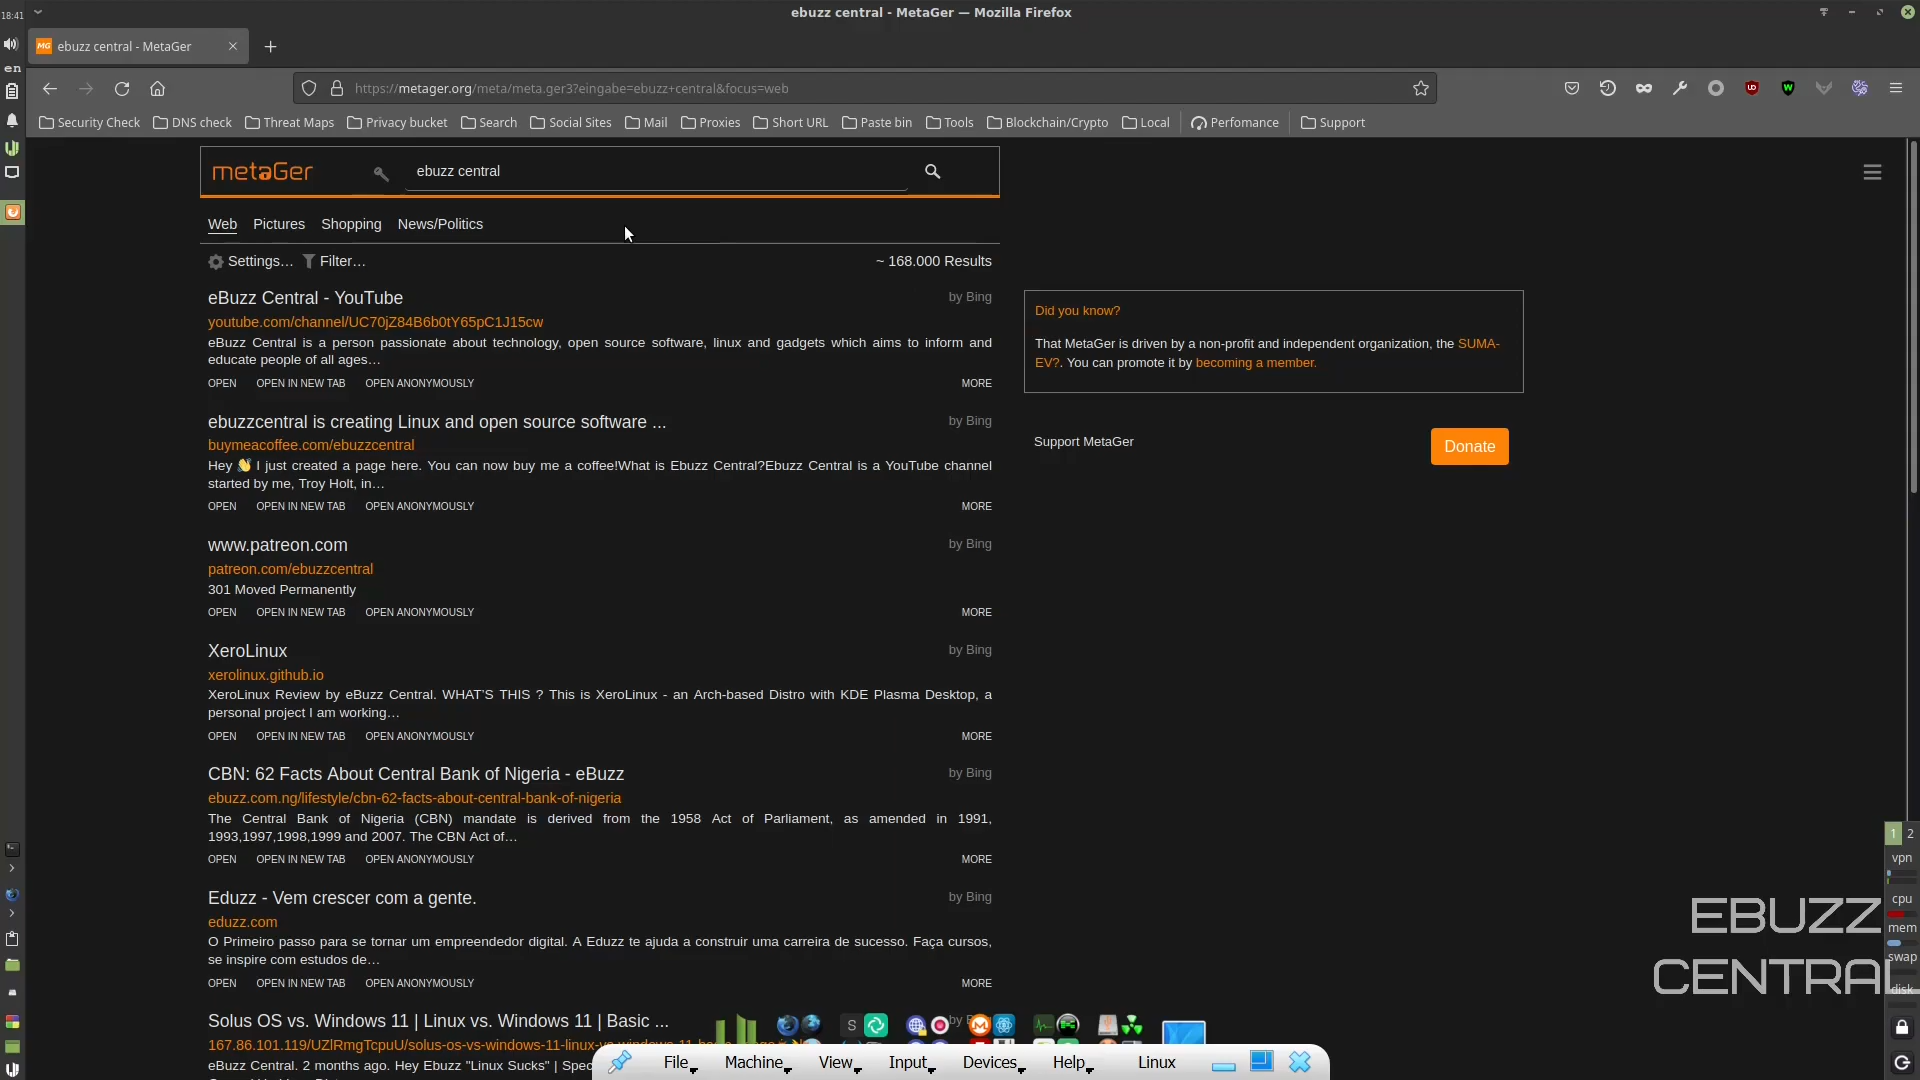 18:41
ebuzz central - MetaGer — Mozilla Firefox
MG ebuzz central - MetaGer
en
https://metager.org/meta/meta.ger3?eingabe=ebuzz+central&focus=web
Security Check DNS check Threat Maps Privacy bucket Search Social Sites Mail Proxies Short URL Paste bin Tools Blockchain/Crypto Local Perfomance Support
metaGer ebuzz central
Web Pictures Shopping News/Politics
Settings… Filter… ~ 168.000 Results
eBuzz Central - YouTube by Bing
youtube.com/channel/UC70jZ84B6b0tY65pC1J15cw
eBuzz Central is a person passionate about technology, open source software, linux and gadgets which aims to inform and
educate people of all ages…
OPEN OPEN IN NEW TAB OPEN ANONYMOUSLY MORE
ebuzzcentral is creating Linux and open source software ... by Bing
buymeacoffee.com/ebuzzcentral
Hey 👋 I just created a page here. You can now buy me a coffee!What is Ebuzz Central?Ebuzz Central is a YouTube channel
started by me, Troy Holt, in…
OPEN OPEN IN NEW TAB OPEN ANONYMOUSLY MORE
www.patreon.com by Bing
patreon.com/ebuzzcentral
301 Moved Permanently
OPEN OPEN IN NEW TAB OPEN ANONYMOUSLY MORE
XeroLinux by Bing
xerolinux.github.io
XeroLinux Review by eBuzz Central. WHAT'S THIS ? This is XeroLinux - an Arch-based Distro with KDE Plasma Desktop, a
personal project I am working…
OPEN OPEN IN NEW TAB OPEN ANONYMOUSLY MORE
CBN: 62 Facts About Central Bank of Nigeria - eBuzz by Bing
ebuzz.com.ng/lifestyle/cbn-62-facts-about-central-bank-of-nigeria
The Central Bank of Nigeria (CBN) mandate is derived from the 1958 Act of Parliament, as amended in 1991,
1993,1997,1998,1999 and 2007. The CBN Act of…
OPEN OPEN IN NEW TAB OPEN ANONYMOUSLY MORE
Eduzz - Vem crescer com a gente. by Bing
eduzz.com
O Primeiro passo para se tornar um empreendedor digital. A Eduzz te ajuda a construir uma carreira de sucesso. Faça cursos,
se inspire com estudos de…
OPEN OPEN IN NEW TAB OPEN ANONYMOUSLY MORE
Solus OS vs. Windows 11 | Linux vs. Windows 11 | Basic ... by
167.86.101.119/UZlRmgTcpuU/solus-os-vs-windows-11-linux-
eBuzz Central. 2 months ago. Hey Ebuzz "Linux Sucks" |
Did you know?
That MetaGer is driven by a non-profit and independent organization, the SUMA-
EV?. You can promote it by becoming a member.
Support MetaGer Donate
1 2
vpn
cpu
mem
swap
disk
EBUZZ
CENTRAL
File Machine View Input Devices Help Linux